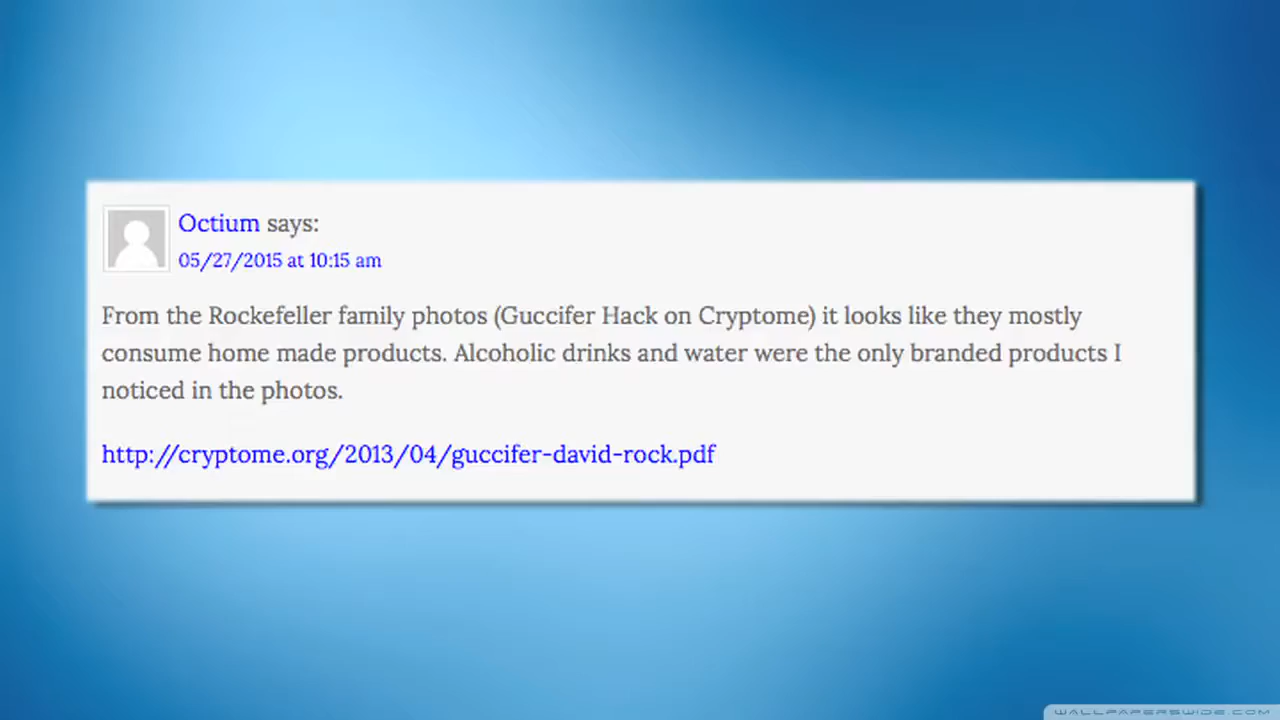 Octium says:
05/27/2015 at 10:15 am
From the Rockefeller family photos (Guccifer Hack on Cryptome) it looks like they mostly
consume home made products. Alcoholic drinks and water were the only branded products I
noticed in the photos.
http://cryptome.org/2013/04/guccifer-david-rock.pdf
WALLPAPERSWIDE.COM